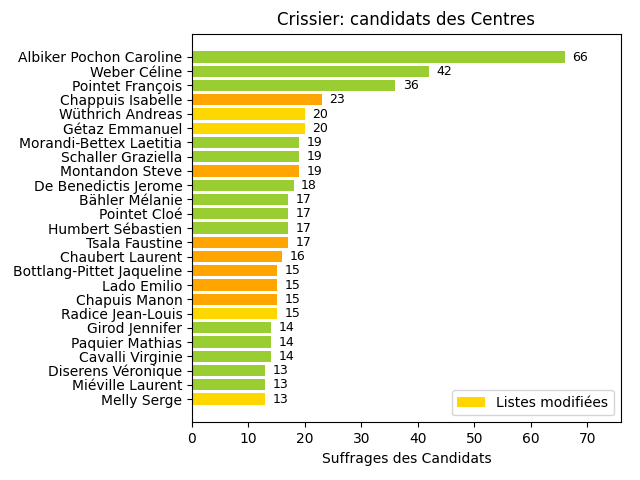 Crissier: candidats des Centres
Albiker Pochon Caroline 66
Weber Céline 42
Pointet François 36
Chappuis Isabelle 23
Wüthrich Andreas 20
Gétaz Emmanuel 20
Morandi-Bettex Laetitia 19
Schaller Graziella 19
Montandon Steve 19
De Benedictis Jerome 18
Bähler Mélanie 17
Pointet Cloé 17
Humbert Sébastien 17
Tsala Faustine 17
Chaubert Laurent 16
Bottlang-Pittet Jaqueline 15
Lado Emilio 15
Chapuis Manon 15
Radice Jean-Louis 15
Girod Jennifer 14
Paquier Mathias 14
Cavalli Virginie 14
Diserens Véronique 13
Miéville Laurent 13
Melly Serge 13
Listes modifiées
0 10 20 30 40 50 60 70
Suffrages des Candidats